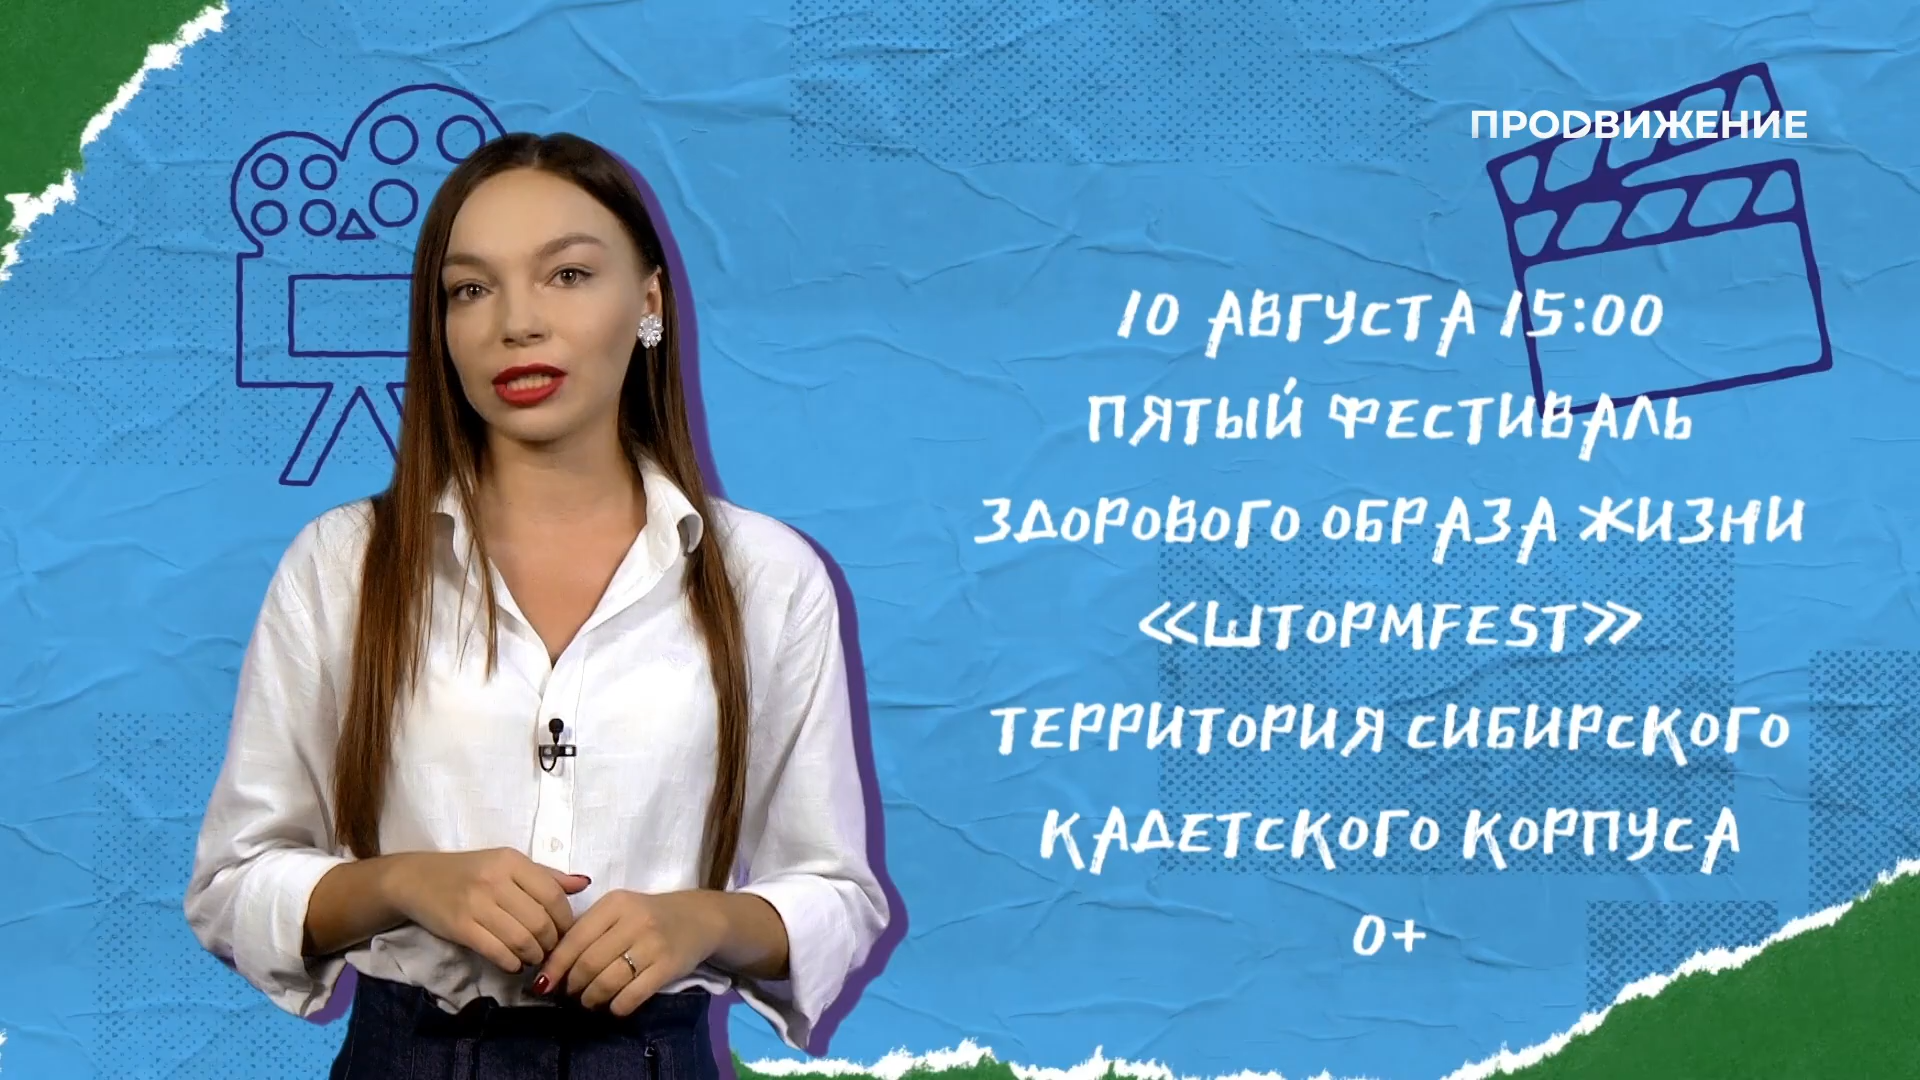 ПРОДВИЖЕНИЕ
10 АВГУСТА 15:00
ПЯТЫЙ ФЕСТИВАЛЬ
ЗДОРОВОГО ОБРАЗА ЖИЗНИ
«ШТОРМFEST»
ТЕРРИТОРИЯ СИБИРСКОГО
КАДЕТСКОГО КОРПУСА
0+